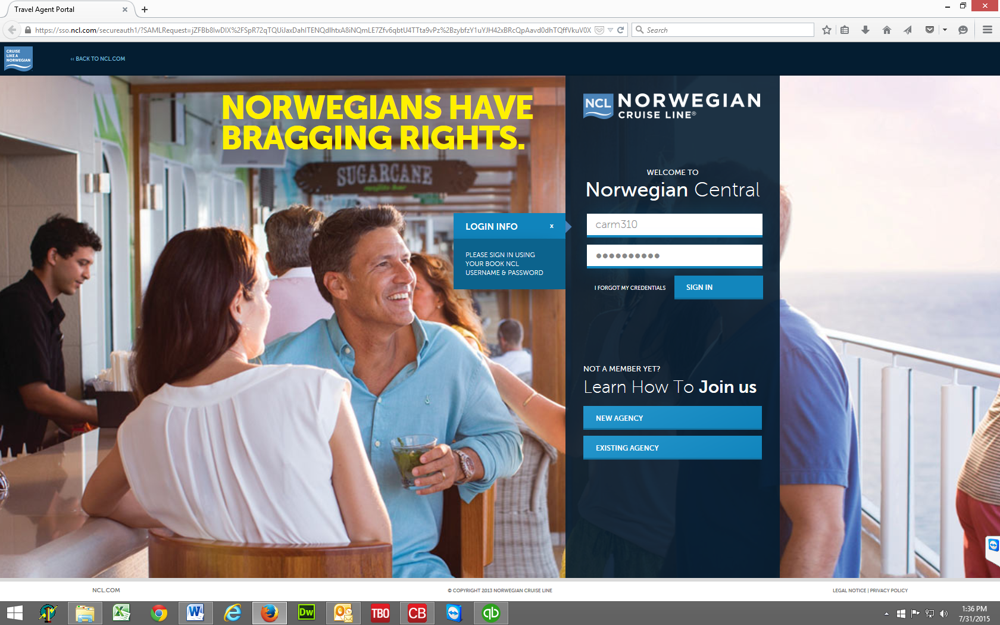 Travel Agent Portal
https://sso.ncl.com/secureauth1/?SAMLRequest=
Search
CRUISE
LIKE A
NORWEGIAN
‹‹ BACK TO NCL.COM
NORWEGIANS HAVE
BRAGGING RIGHTS.
SUGARCANE
mojito bar
NCL NORWEGIAN
CRUISE LINE®
WELCOME TO
Norwegian Central
LOGIN INFO x
carm310
PLEASE SIGN IN USING
YOUR BOOK NCL
USERNAME & PASSWORD
I FORGOT MY CREDENTIALS
SIGN IN
NOT A MEMBER YET?
Learn How To Join us
NEW AGENCY
EXISTING AGENCY
NCL.COM
© COPYRIGHT 2013 NORWEGIAN CRUISE LINE
LEGAL NOTICE | PRIVACY POLICY
Dw
TBO
CB
qb
1:36 PM
7/31/2015